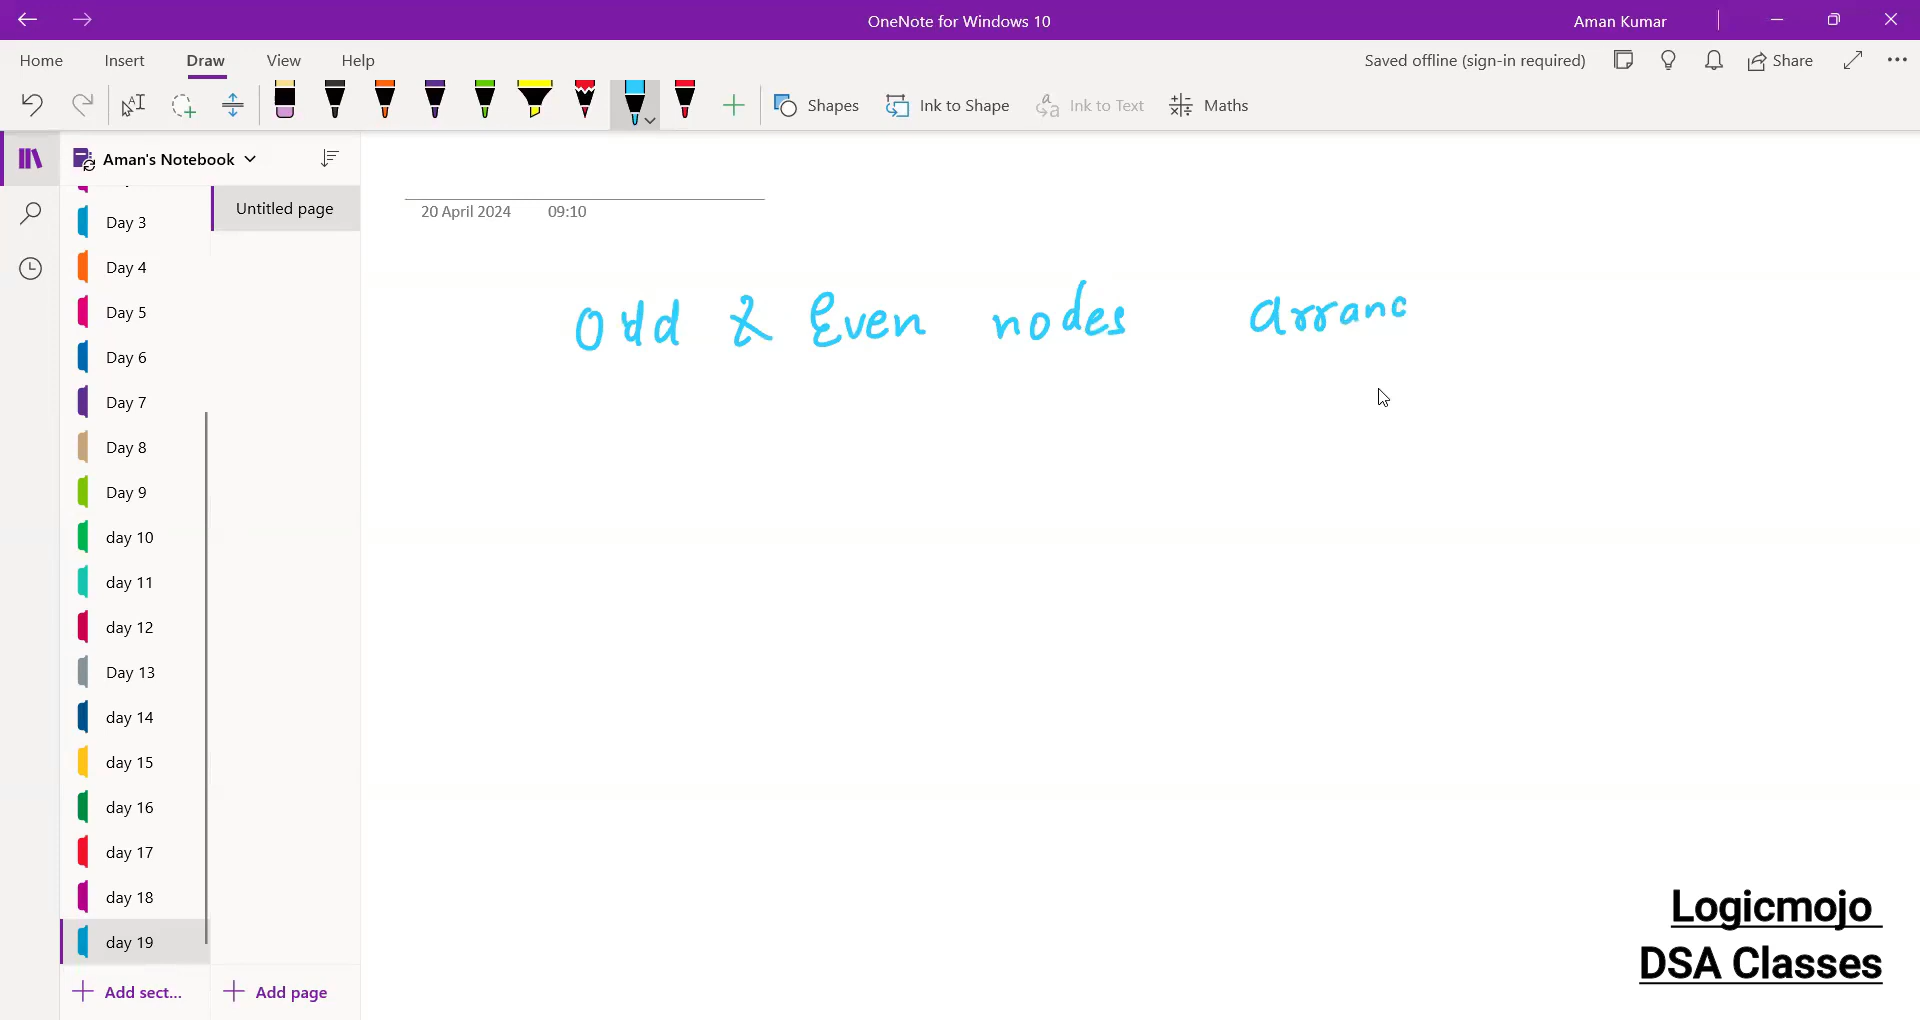 OneNote for Windows 10
Aman Kumar
Home Insert Draw View Help
Saved offline (sign-in required)
Share
Shapes
Ink to Shape
Ink to Text
Maths
Aman's Notebook
Untitled page
Day 3
Day 4
Day 5
Day 6
Day 7
Day 8
Day 9
day 10
day 11
day 12
Day 13
day 14
day 15
day 16
day 17
day 18
day 19
Add sect...
Add page
20 April 2024 09:10
Odd & Even nodes arranc
Logicmojo
DSA Classes